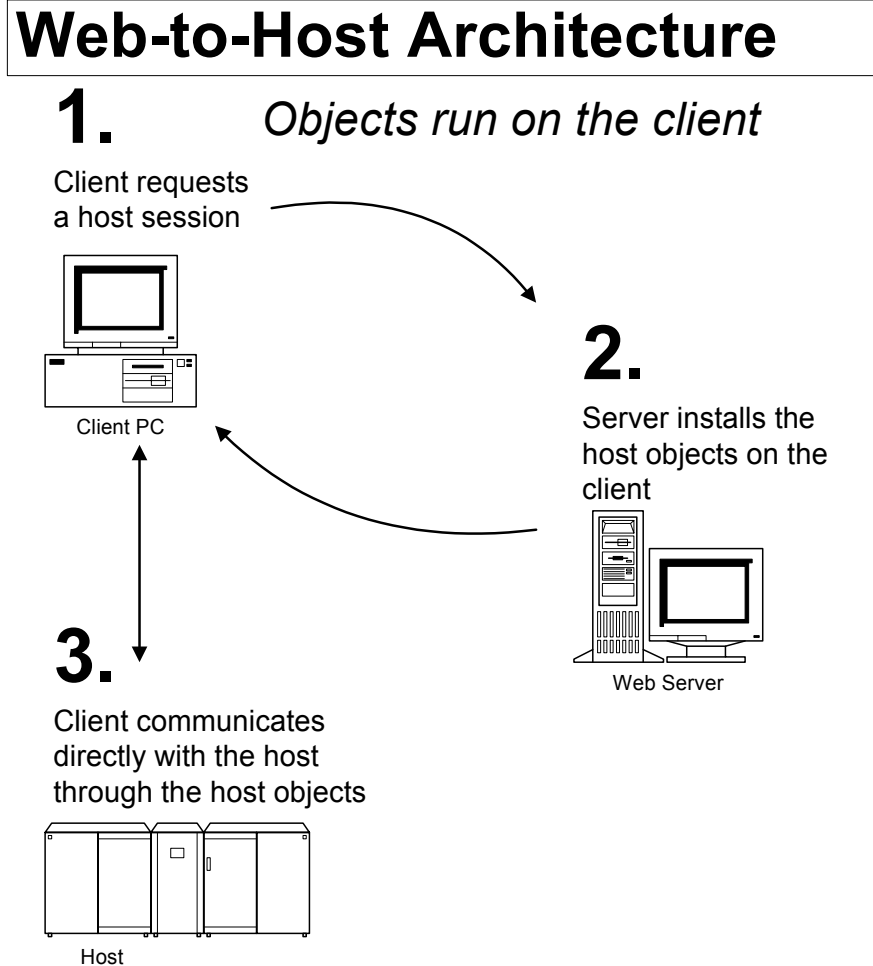 Web-to-Host Architecture
1.
Objects run on the client
Client requests
a host session
Client PC
2.
Server installs the
host objects on the
client
Web Server
3.
Client communicates
directly with the host
through the host objects
Host